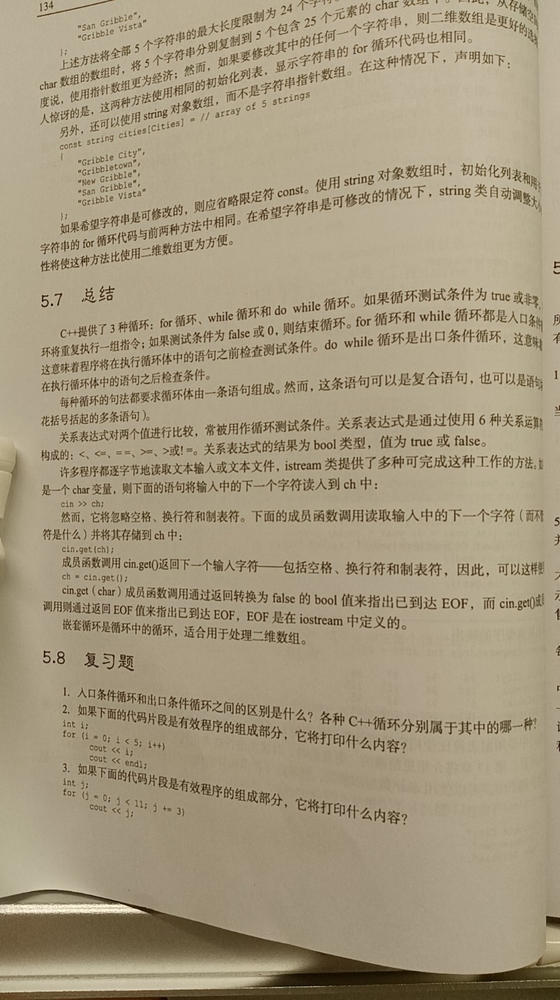 134
"San Gribble",
"Gribble Vista"
};
上述方法将全部 5 个字符串的最大长度限制为 24 个字符
char 数组的数组时，将 5 个字符串分别复制到 5 个包含 25 个元素的 char 数组中。因此，从存储空
度说，使用指针数组更为经济；然而，如果要修改其中的任何一个字符串，则二维数组是更好的选
人惊讶的是，这两种方法使用相同的初始化列表，显示字符串的 for 循环代码也相同。
另外，还可以使用 string 对象数组，而不是字符串指针数组。在这种情况下，声明如下：
const string cities[Cities] = // array of 5 strings
{
"Gribble City",
"Gribbletown",
"New Gribble",
"San Gribble",
"Gribble Vista"
};
如果希望字符串是可修改的，则应省略限定符 const。使用 string 对象数组时，初始化列表和用
字符串的 for 循环代码与前两种方法中相同。在希望字符串是可修改的情况下，string 类自动调整大
性将使这种方法比使用二维数组更为方便。
5.7 总结
C++提供了 3 种循环：for 循环、while 循环和 do while 循环。如果循环测试条件为 true 或非零，
环将重复执行一组指令；如果测试条件为 false 或 0，则结束循环。for 循环和 while 循环都是入口条件
这意味着程序将在执行循环体中的语句之前检查测试条件。do while 循环是出口条件循环，这意味
在执行循环体中的语句之后检查条件。
每种循环的句法都要求循环体由一条语句组成。然而，这条语句可以是复合语句，也可以是语句
花括号括起的多条语句）。
关系表达式对两个值进行比较，常被用作循环测试条件。关系表达式是通过使用 6 种关系运算
构成的：<、<=、= =、>=、>或! =。关系表达式的结果为 bool 类型，值为 true 或 false。
许多程序都逐字节地读取文本输入或文本文件，istream 类提供了多种可完成这种工作的方法。
是一个 char 变量，则下面的语句将输入中的下一个字符读入到 ch 中：
cin >> ch;
然而，它将忽略空格、换行符和制表符。下面的成员函数调用读取输入中的下一个字符（而不
符是什么）并将其存储到 ch 中：
cin.get(ch);
成员函数调用 cin.get()返回下一个输入字符——包括空格、换行符和制表符，因此，可以这样使
ch = cin.get();
cin.get（char）成员函数调用通过返回转换为 false 的 bool 值来指出已到达 EOF，而 cin.get()成
调用则通过返回 EOF 值来指出已到达 EOF，EOF 是在 iostream 中定义的。
嵌套循环是循环中的循环，适合用于处理二维数组。
5.8 复习题
1．入口条件循环和出口条件循环之间的区别是什么？各种 C++循环分别属于其中的哪一种？
2．如果下面的代码片段是有效程序的组成部分，它将打印什么内容？
int i;
for (i = 0; i < 5; i++)
cout << i;
cout << endl;
3．如果下面的代码片段是有效程序的组成部分，它将打印什么内容？
int j;
for (j = 0; j < 11; j += 3)
cout << j;